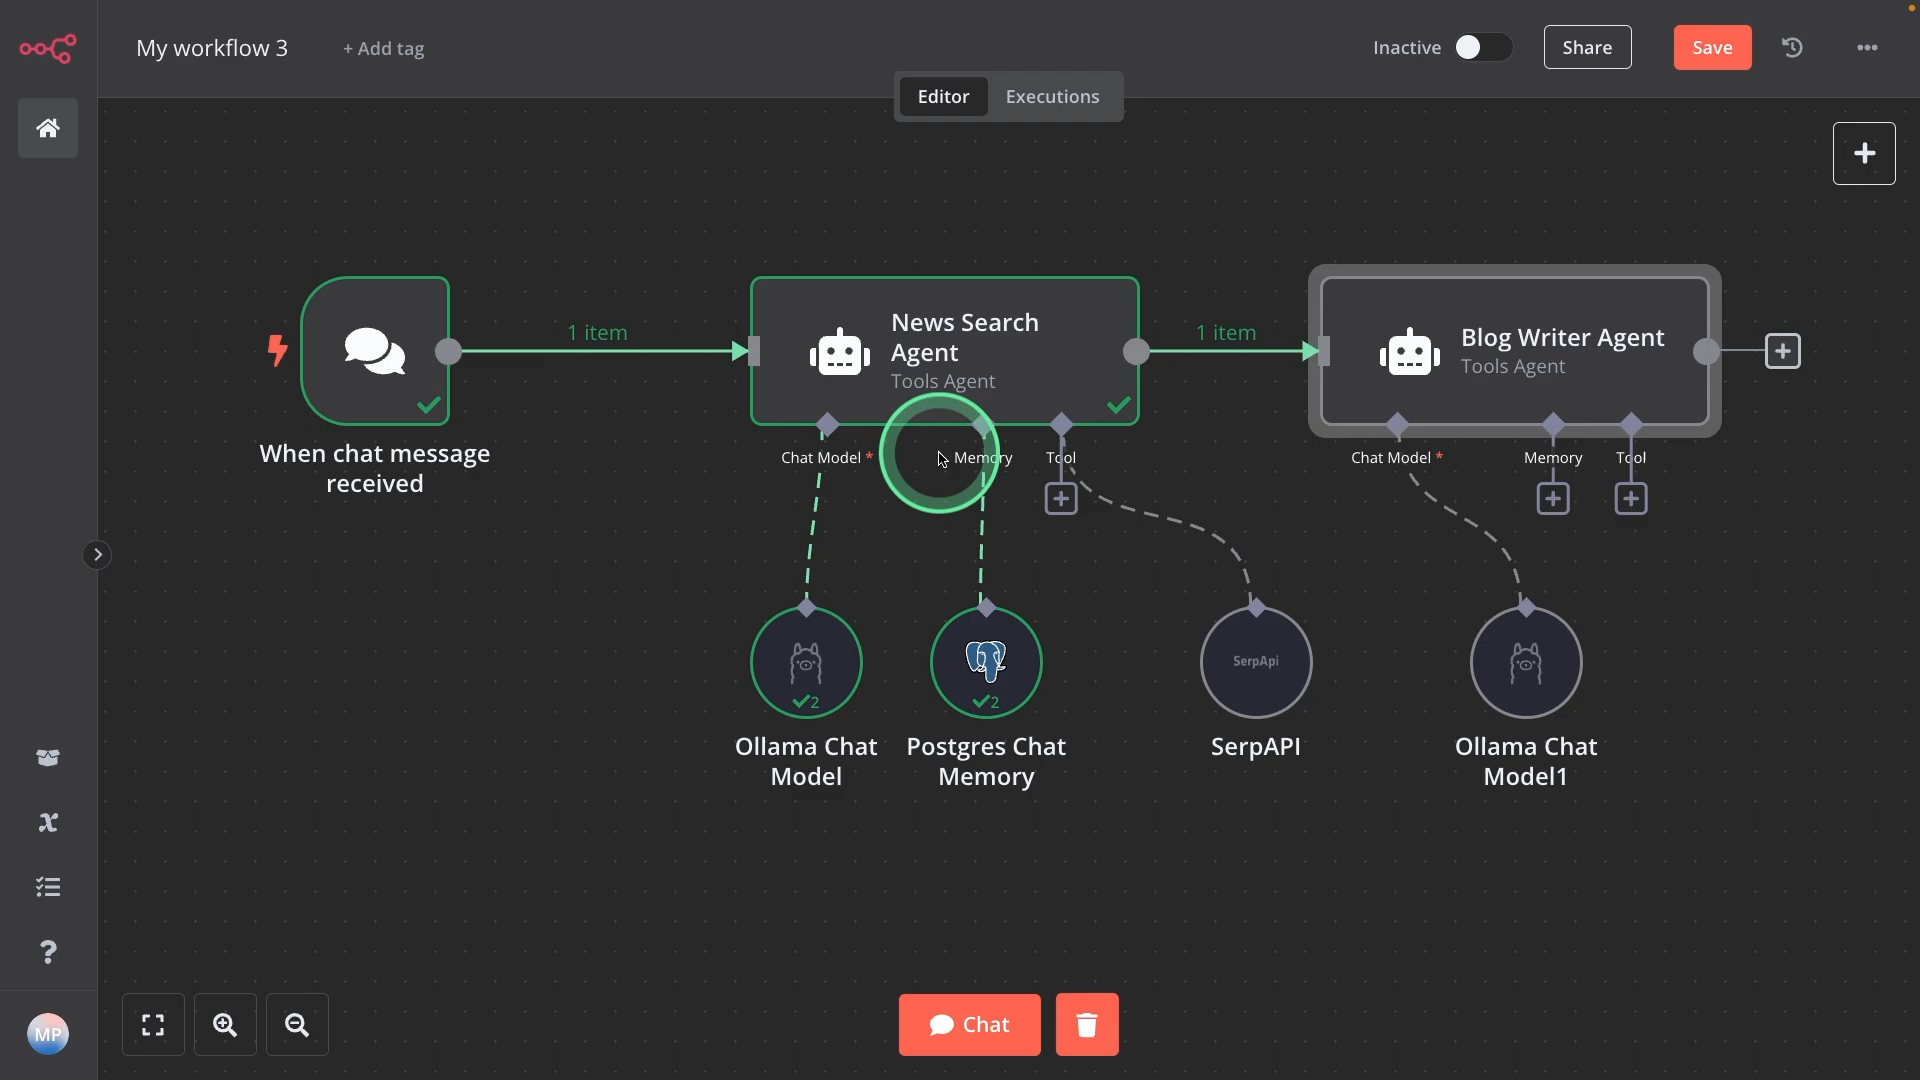 My workflow 3
+ Add tag
Inactive
Share
Save
Editor
Executions
1 item
1 item
News Search
Agent
Tools Agent
Blog Writer Agent
Tools Agent
When chat message
received
Chat Model *
Memory
Tool
Chat Model *
Memory
Tool
2
2
SerpApi
Ollama Chat
Model
Postgres Chat
Memory
SerpAPI
Ollama Chat
Model1
MP
Chat